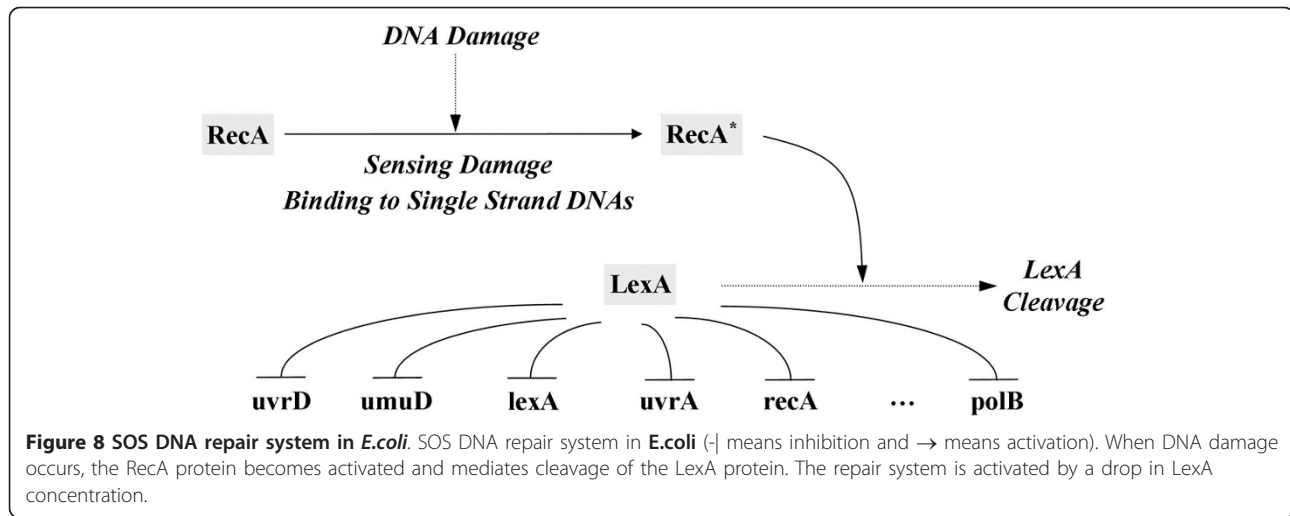 DNA Damage
RecA
RecA*
Sensing Damage
Binding to Single Strand DNAs
LexA
LexA
Cleavage
uvrD umuD lexA uvrA recA ... polB
Figure 8 SOS DNA repair system in E.coli. SOS DNA repair system in E.coli (-| means inhibition and → means activation). When DNA damage
occurs, the RecA protein becomes activated and mediates cleavage of the LexA protein. The repair system is activated by a drop in LexA
concentration.